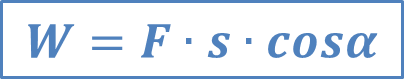 W = F · s · cosα